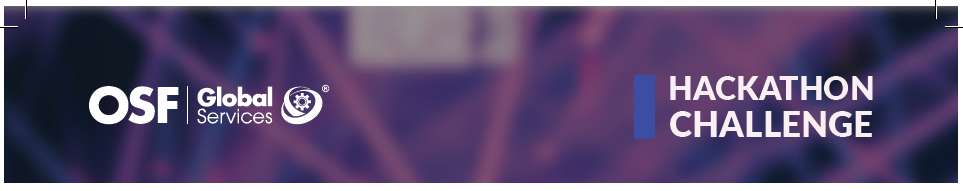 OSF Global Services ®
HACKATHON
CHALLENGE